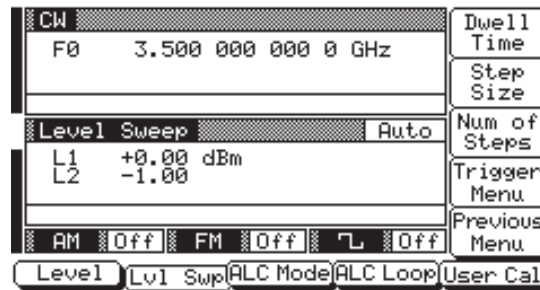 CW
F0 3.500 000 000 0 GHz
Level Sweep Auto
L1 +0.00 dBm
L2 -1.00
AM Off FM Off Off
Dwell
Time
Step
Size
Num of
Steps
Trigger
Menu
Previous
Menu
Level Lvl Swp ALC Mode ALC Loop User Cal